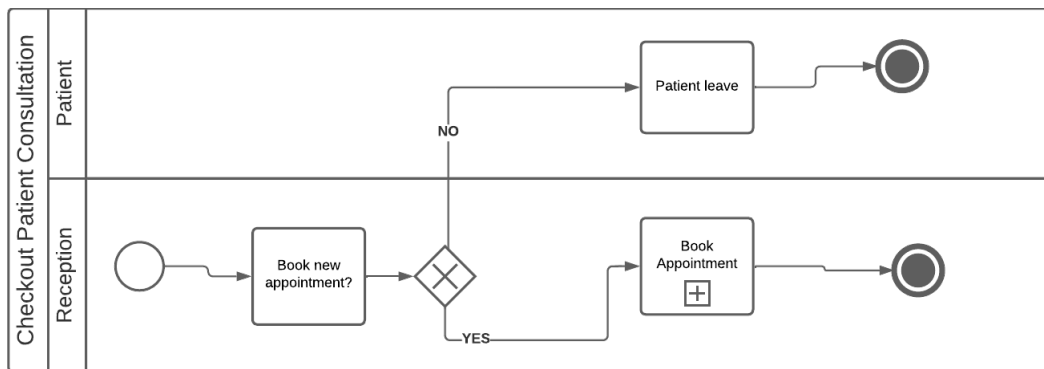 Checkout Patient Consultation
Patient
Patient leave
NO
Reception
Book new
appointment?
YES
Book
Appointment